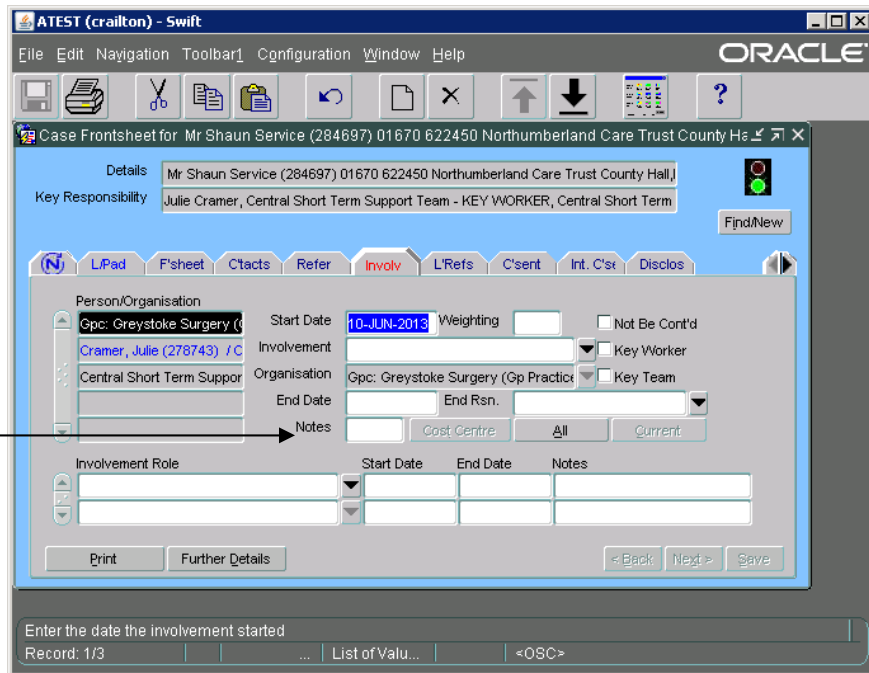 ATEST (crailton) - Swift
File Edit Navigation Toolbar1 Configuration Window Help
ORACLE
?
Case Frontsheet for Mr Shaun Service (284697) 01670 622450 Northumberland Care Trust County Ha
Details Mr Shaun Service (284697) 01670 622450 Northumberland Care Trust County Hall,
Key Responsibility Julie Cramer, Central Short Term Support Team - KEY WORKER, Central Short Term
Find/New
N L/Pad F'sheet C'tacts Refer Involv L'Refs C'sent Int. C'se Disclos
Person/Organisation
Gpc: Greystoke Surgery (G Start Date 10-JUN-2013 Weighting Not Be Cont'd
Cramer, Julie (278743) / C Involvement Key Worker
Central Short Term Suppor Organisation Gpc: Greystoke Surgery (Gp Practice Key Team
End Date End Rsn.
Notes Cost Centre All Current
Involvement Role Start Date End Date Notes
Print Further Details < Back Next > Save
Enter the date the involvement started
Record: 1/3 ... List of Valu... <OSC>